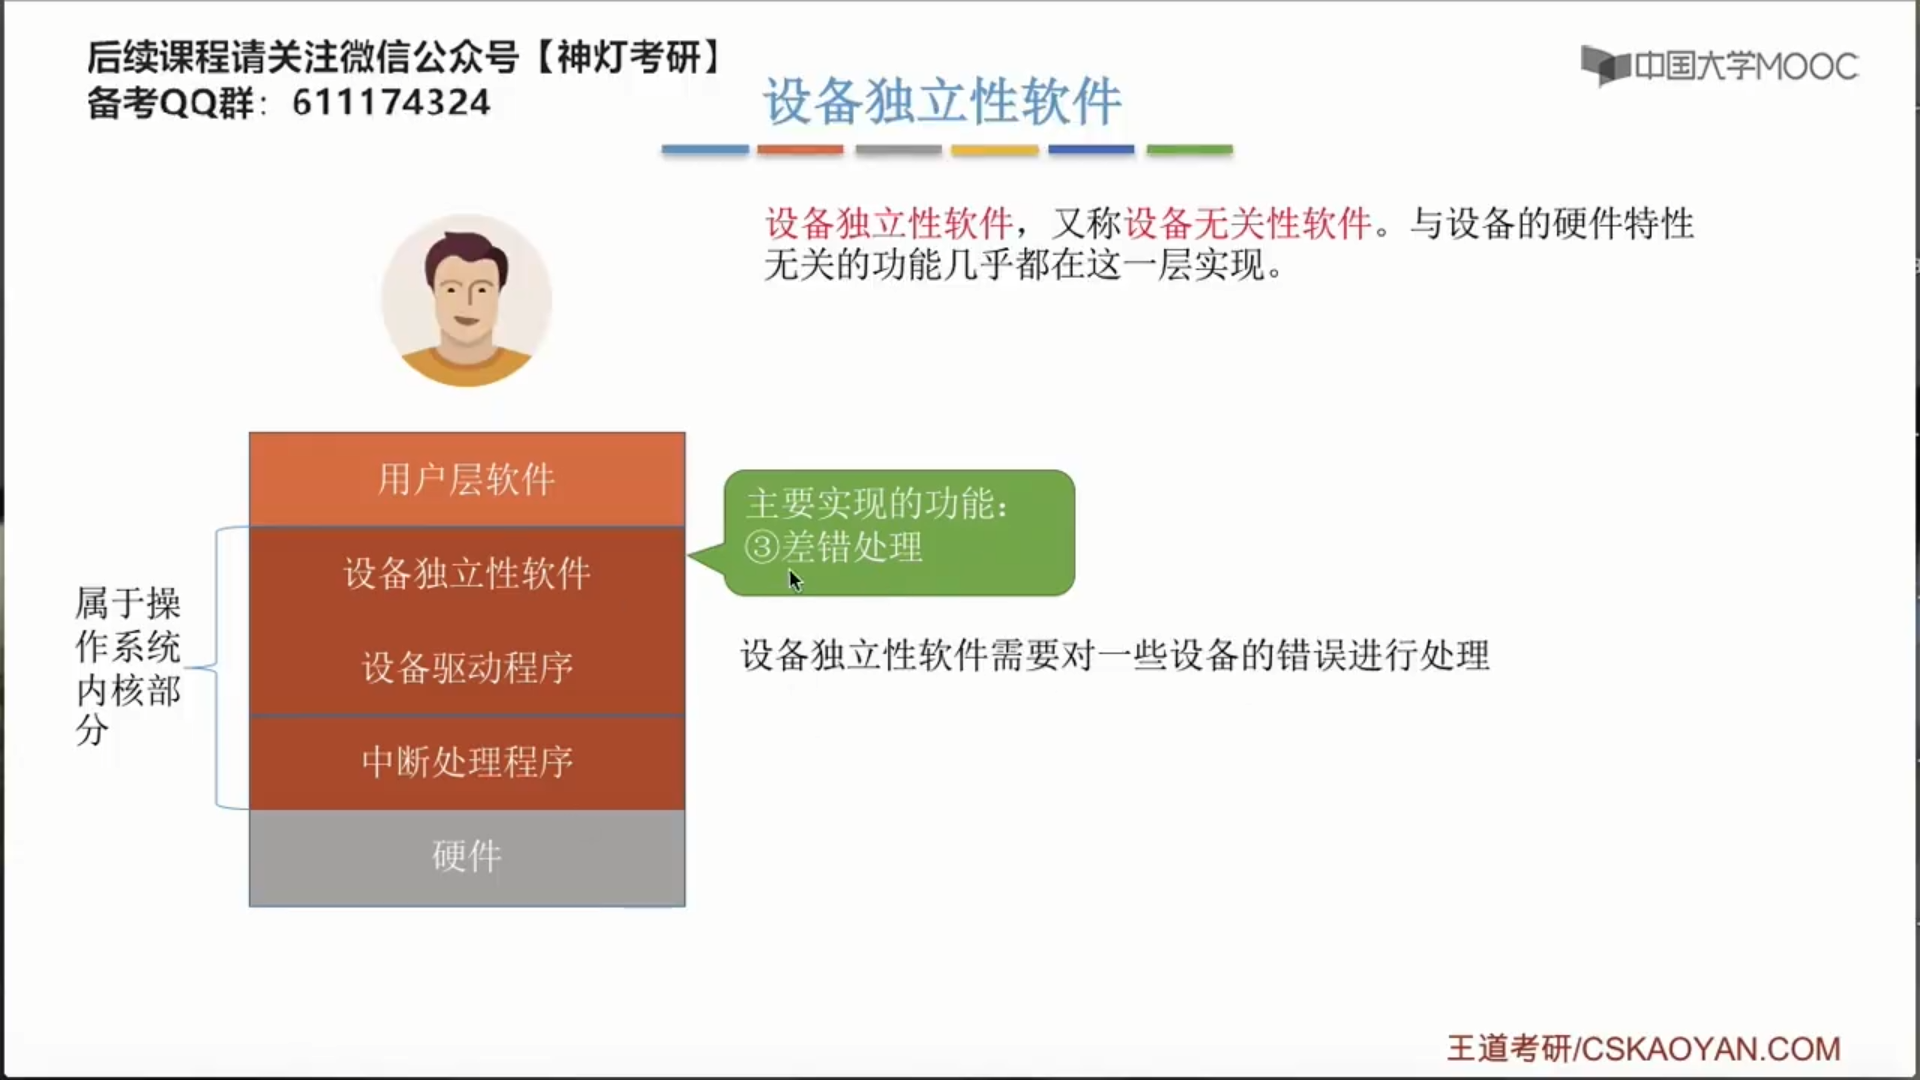 后续课程请关注微信公众号【神灯考研】
备考QQ群：611174324
中国大学MOOC
设备独立性软件
设备独立性软件，又称设备无关性软件。与设备的硬件特性
无关的功能几乎都在这一层实现。
用户层软件
主要实现的功能：
③差错处理
设备独立性软件
属于操
作系统
内核部
分
设备独立性软件需要对一些设备的错误进行处理
设备驱动程序
中断处理程序
硬件
王道考研/CSKAOYAN.COM